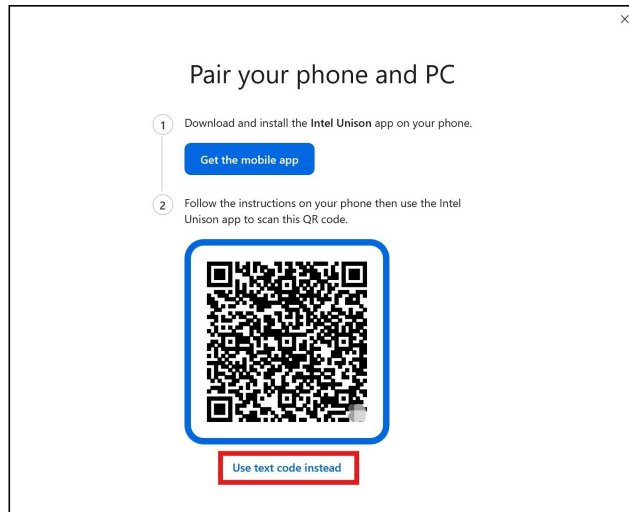 Pair your phone and PC
1 Download and install the Intel Unison app on your phone.
Get the mobile app
2 Follow the instructions on your phone then use the Intel
Unison app to scan this QR code.
Use text code instead